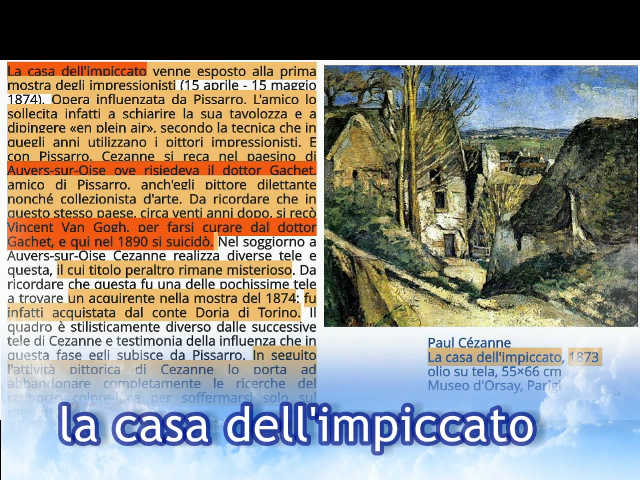 La casa dell'impiccato venne esposto alla prima
mostra degli impressionisti (15 aprile - 15 maggio
1874). Opera influenzata da Pissarro. L'amico lo
sollecita infatti a schiarire la sua tavolozza e a
dipingere «en plein air», secondo la tecnica che in
quegli anni utilizzano i pittori impressionisti. E
con Pissarro, Cezanne si reca nel paesino di
Auvers-sur-Oise ove risiedeva il dottor Gachet,
amico di Pissarro, anch'egli pittore dilettante
nonché collezionista d'arte. Da ricordare che in
questo stesso paese, circa venti anni dopo, si recò
Vincent Van Gogh, per farsi curare dal dottor
Gachet, e qui nel 1890 si suicidò. Nel soggiorno a
Auvers-sur-Oise Cezanne realizza diverse tele e
questa, il cui titolo peraltro rimane misterioso. Da
ricordare che questa fu una delle pochissime tele
a trovare un acquirente nella mostra del 1874: fu
infatti acquistata dal conte Doria di Torino. Il
quadro è stilisticamente diverso dalle successive
tele di Cezanne e testimonia della influenza che in
questa fase egli subisce da Pissarro. In seguito
l'attività pittorica di Cezanne lo porta ad
abbandonare completamente le ricerche del
rapporto colore-luce per soffermarsi solo sul
Paul Cézanne
La casa dell'impiccato, 1873
olio su tela, 55×66 cm
Museo d'Orsay, Parigi
la casa dell'impiccato